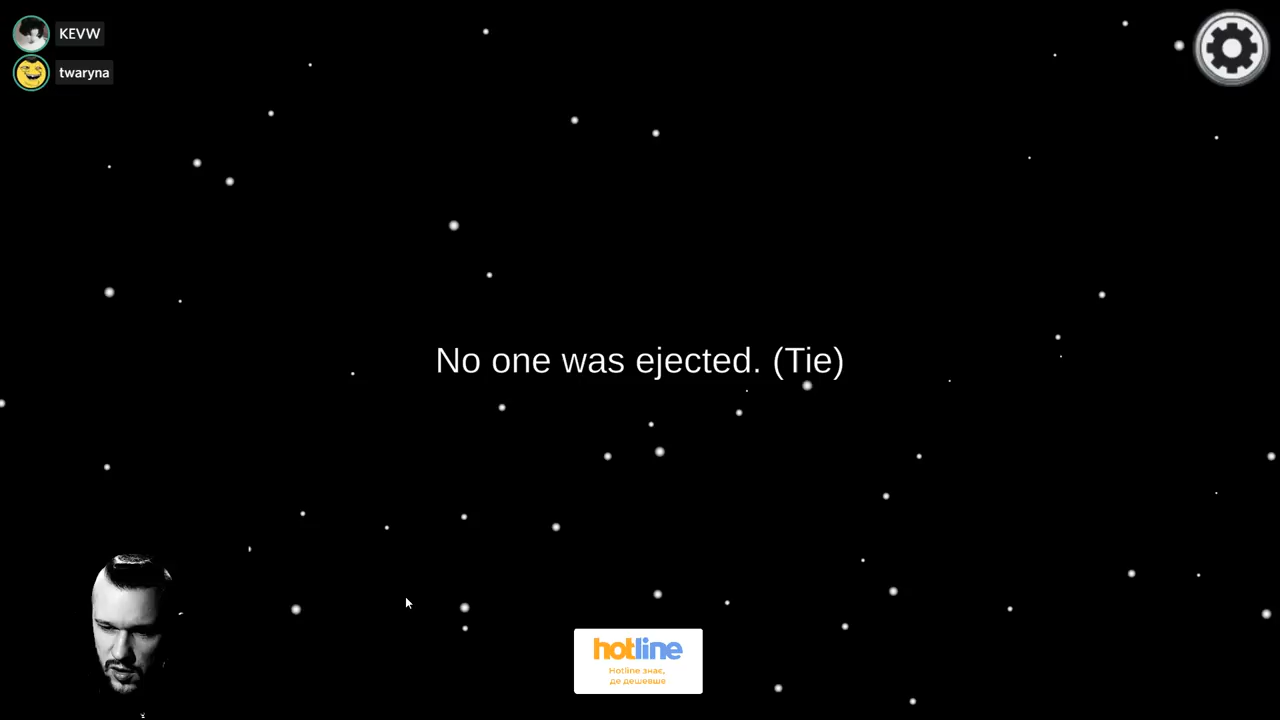 KEVW
twaryna
No one was ejected. (Tie)
hotline
Hotline знає,
де дешевше